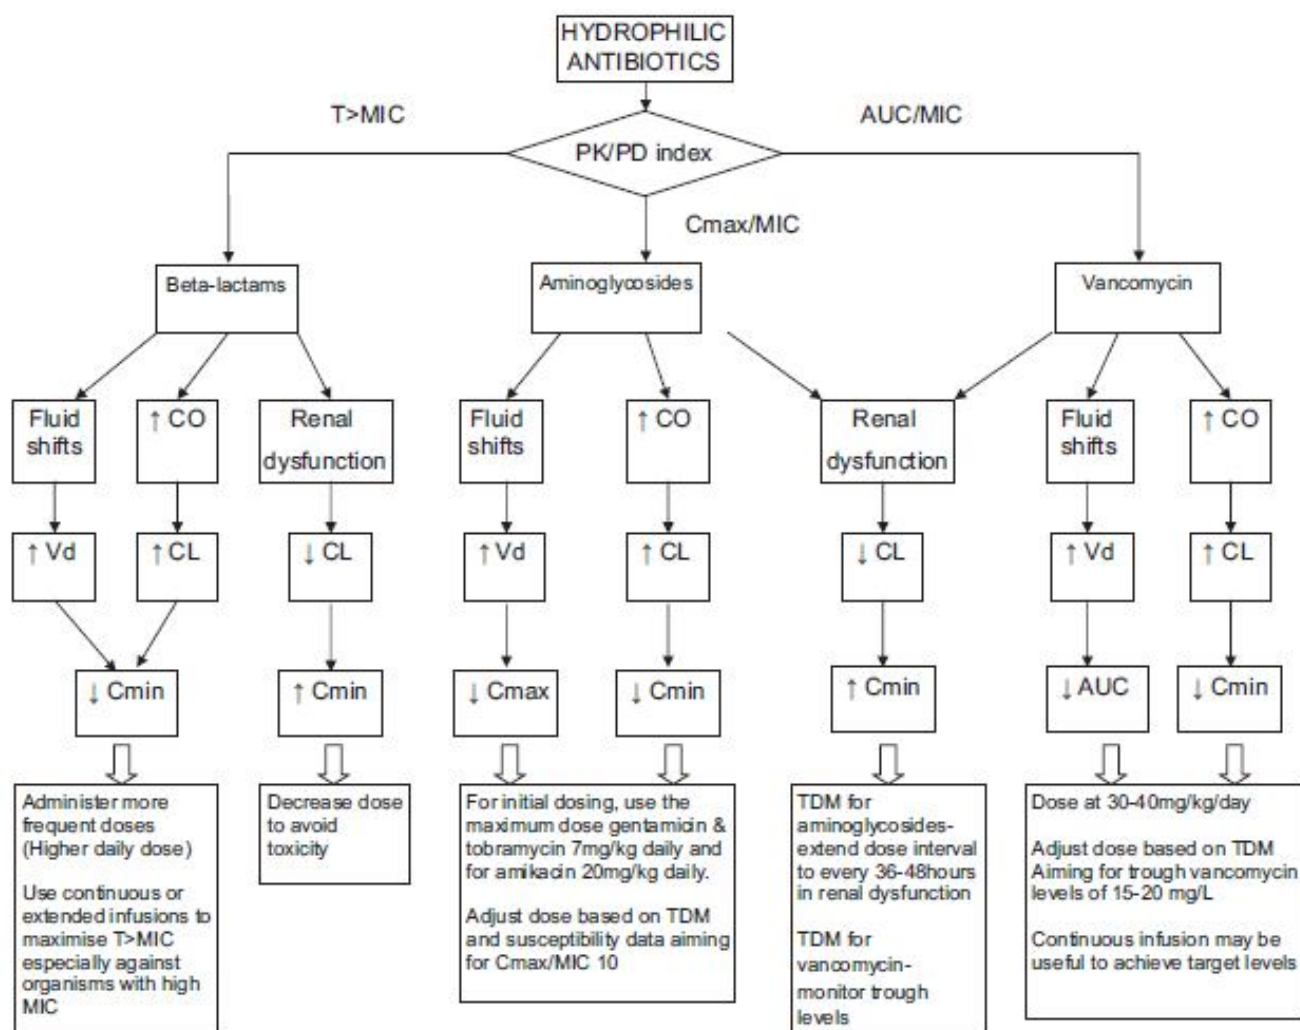 HYDROPHILIC
ANTIBIOTICS
T>MIC
AUC/MIC
PK/PD index
Cmax/MIC
Beta-lactams
Aminoglycosides
Vancomycin
Fluid
shifts
↑ CO
Renal
dysfunction
Fluid
shifts
↑ CO
Renal
dysfunction
Fluid
shifts
↑ CO
↑ Vd
↑ CL
↓ CL
↑ Vd
↑ CL
↓ CL
↑ Vd
↑ CL
↓ Cmin
↑ Cmin
↓ Cmax
↓ Cmin
↑ Cmin
↓ AUC
↓ Cmin
Administer more
frequent doses
(Higher daily dose)
Use continuous or
extended infusions to
maximise T>MIC
especially against
organisms with high
MIC
Decrease dose
to avoid
toxicity
For initial dosing, use the
maximum dose gentamicin &
tobramycin 7mg/kg daily and
for amikacin 20mg/kg daily.
Adjust dose based on TDM
and susceptibility data aiming
for Cmax/MIC 10
TDM for
aminoglycosides-
extend dose interval
to every 36-48hours
in renal dysfunction
TDM for
vancomycin-
monitor trough
levels
Dose at 30-40mg/kg/day
Adjust dose based on TDM
Aiming for trough vancomycin
levels of 15-20 mg/L
Continuous infusion may be
useful to achieve target levels